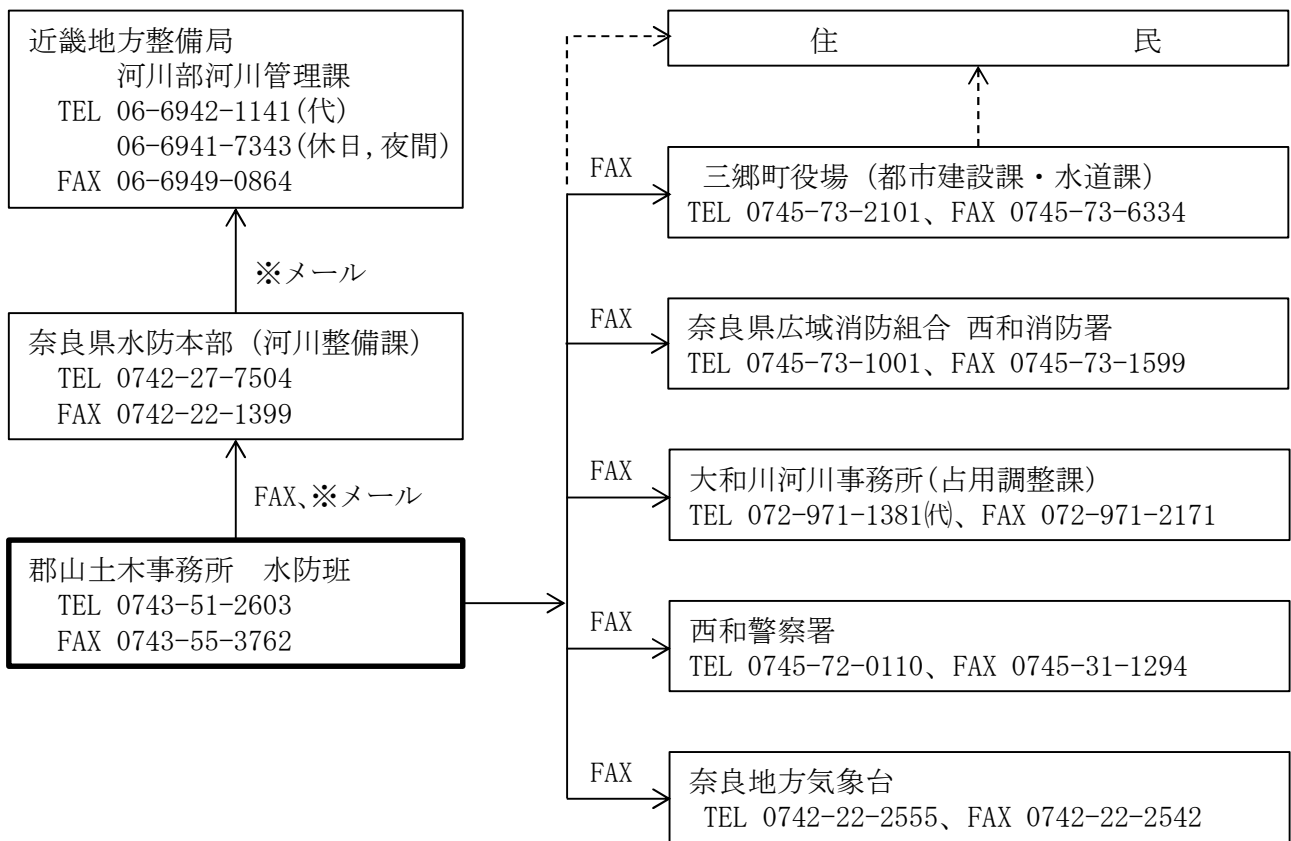 近畿地方整備局
河川部河川管理課
TEL 06-6942-1141(代)
06-6941-7343(休日,夜間)
FAX 06-6949-0864
※メール
奈良県水防本部（河川整備課）
TEL 0742-27-7504
FAX 0742-22-1399
FAX、※メール
郡山土木事務所　水防班
TEL 0743-51-2603
FAX 0743-55-3762
住　民
FAX
三郷町役場（都市建設課・水道課）
TEL 0745-73-2101、FAX 0745-73-6334
FAX
奈良県広域消防組合 西和消防署
TEL 0745-73-1001、FAX 0745-73-1599
FAX
大和川河川事務所(占用調整課)
TEL 072-971-1381㈹、FAX 072-971-2171
FAX
西和警察署
TEL 0745-72-0110、FAX 0745-31-1294
FAX
奈良地方気象台
TEL 0742-22-2555、FAX 0742-22-2542